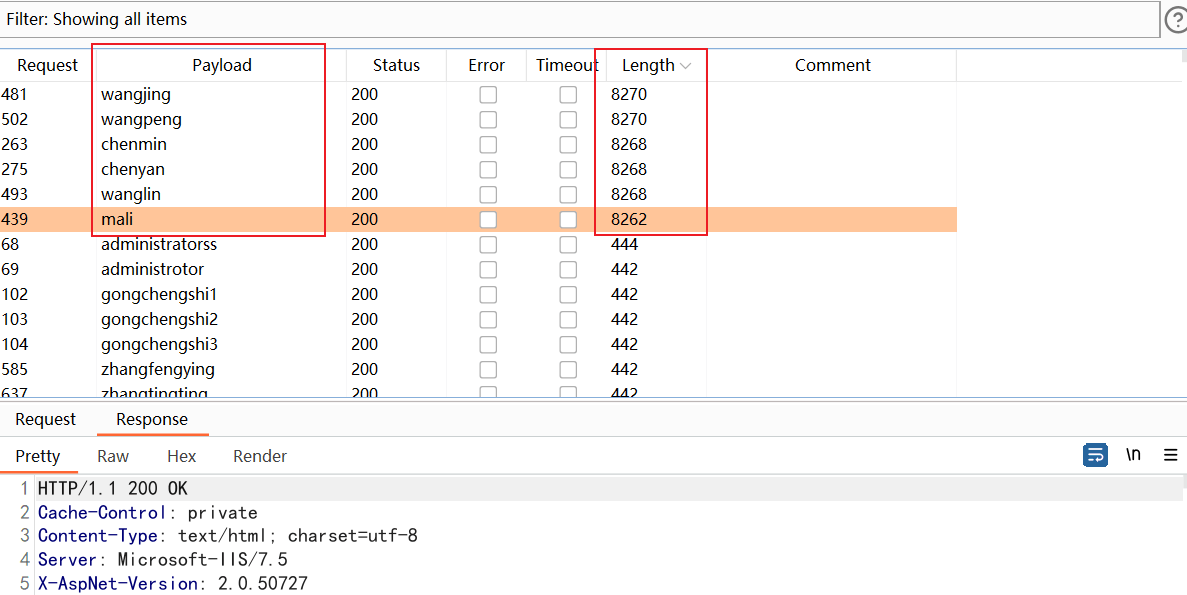 Filter: Showing all items
Request Payload Status Error Timeout Length Comment
481 wangjing 200 8270
502 wangpeng 200 8270
263 chenmin 200 8268
275 chenyan 200 8268
493 wanglin 200 8268
439 mali 200 8262
68 administratorss 200 444
69 administrotor 200 442
102 gongchengshi1 200 442
103 gongchengshi2 200 442
104 gongchengshi3 200 442
585 zhangfengying 200 442
637 zhangtingting 200 442
Request Response
Pretty Raw Hex Render \n
1 HTTP/1.1 200 OK
2 Cache-Control: private
3 Content-Type: text/html; charset=utf-8
4 Server: Microsoft-IIS/7.5
5 X-AspNet-Version: 2.0.50727